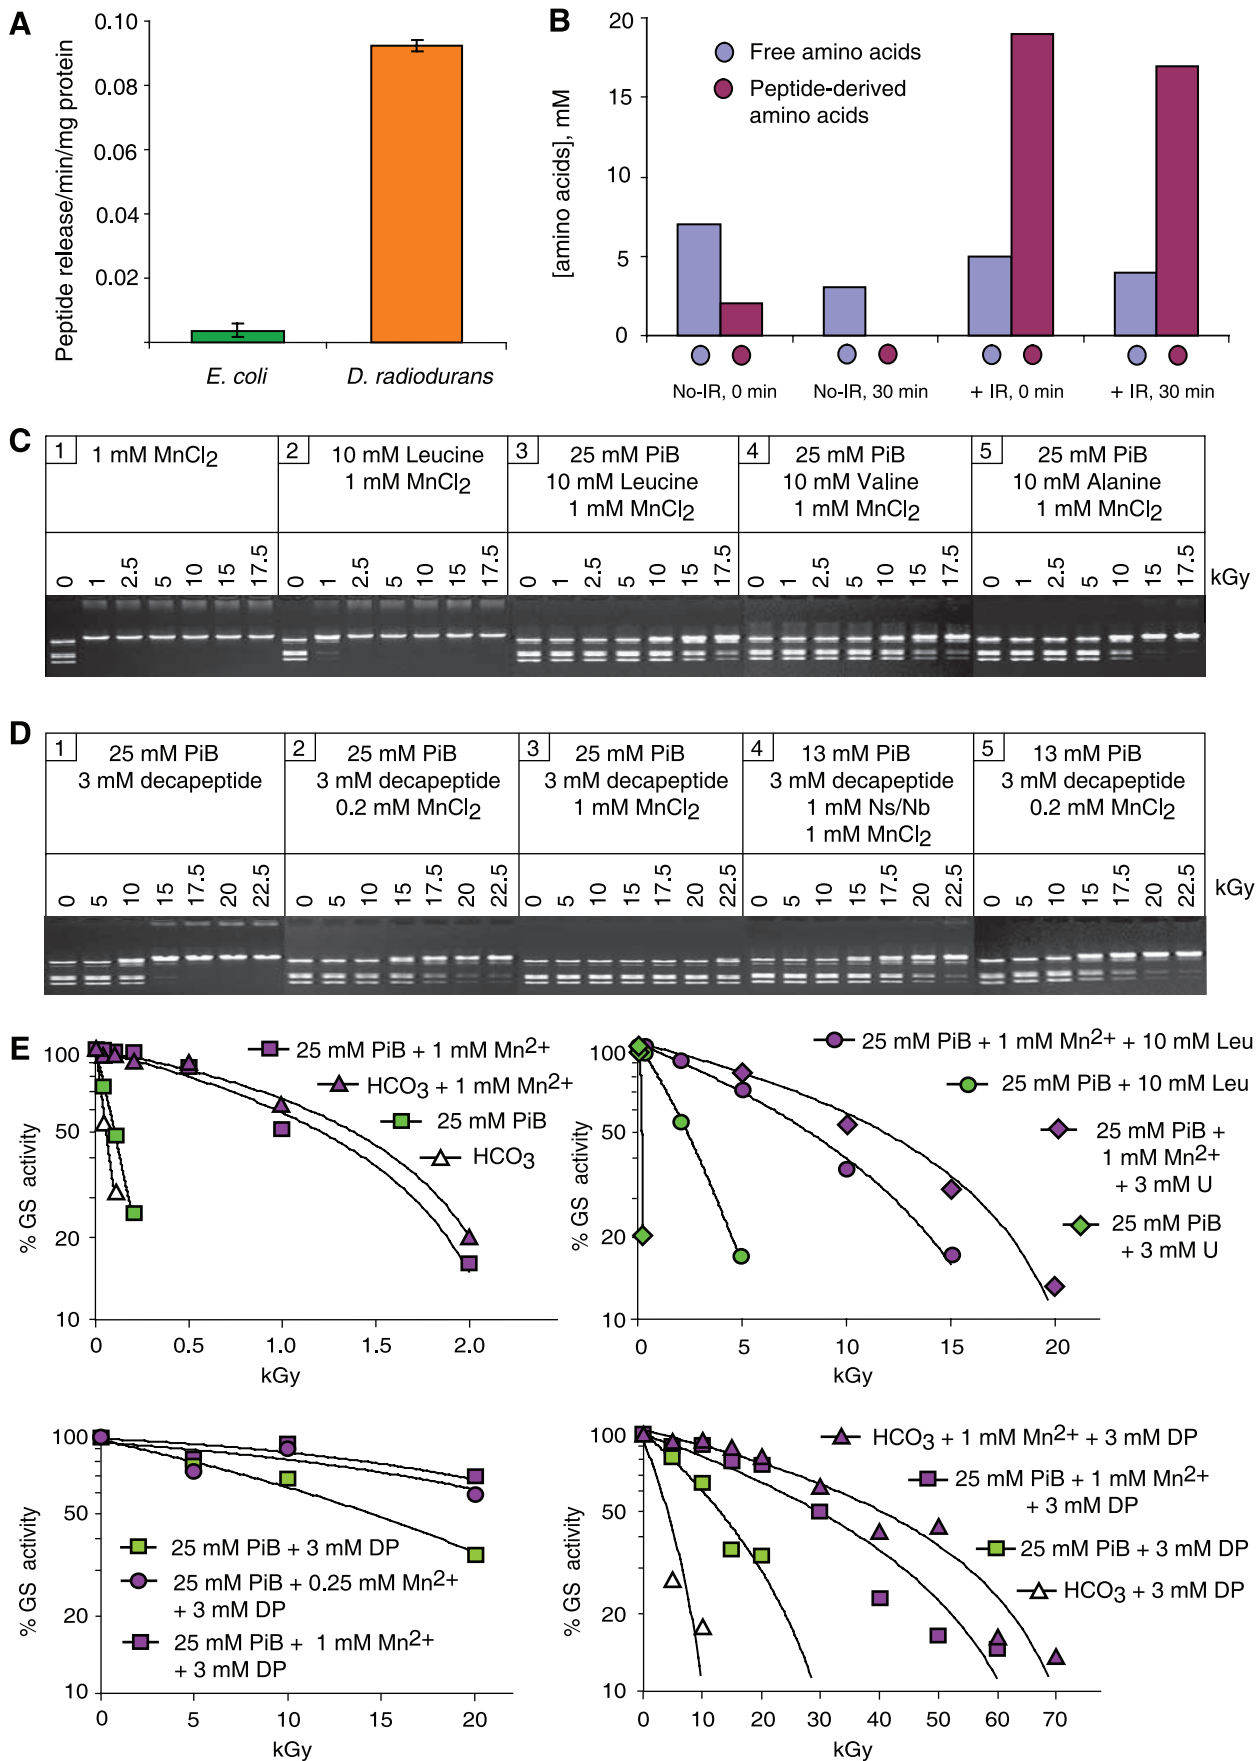 A
Peptide release/min/mg protein
0.10
0.08
0.06
0.04
0.02
E. coli
D. radiodurans
B
[amino acids], mM
20
15
10
5
0
Free amino acids
Peptide-derived
amino acids
No-IR, 0 min
No-IR, 30 min
+ IR, 0 min
+ IR, 30 min
C
1
1 mM MnCl2
2
10 mM Leucine
1 mM MnCl2
3
25 mM PiB
10 mM Leucine
1 mM MnCl2
4
25 mM PiB
10 mM Valine
1 mM MnCl2
5
25 mM PiB
10 mM Alanine
1 mM MnCl2
0 1 2.5 5 10 15 17.5
0 1 2.5 5 10 15 17.5
0 1 2.5 5 10 15 17.5
0 1 2.5 5 10 15 17.5
0 1 2.5 5 10 15 17.5
kGy
D
1
25 mM PiB
3 mM decapeptide
2
25 mM PiB
3 mM decapeptide
0.2 mM MnCl2
3
25 mM PiB
3 mM decapeptide
1 mM MnCl2
4
13 mM PiB
3 mM decapeptide
1 mM Ns/Nb
1 mM MnCl2
5
13 mM PiB
3 mM decapeptide
0.2 mM MnCl2
0 5 10 15 17.5 20 22.5
0 5 10 15 17.5 20 22.5
0 5 10 15 17.5 20 22.5
0 5 10 15 17.5 20 22.5
0 5 10 15 17.5 20 22.5
kGy
E
% GS activity
100
50
20
10
0 0.5 1.0 1.5 2.0
kGy
25 mM PiB + 1 mM Mn2+
HCO3 + 1 mM Mn2+
25 mM PiB
HCO3
% GS activity
100
50
20
10
0 5 10 15 20
kGy
25 mM PiB + 1 mM Mn2+ + 10 mM Leu
25 mM PiB + 10 mM Leu
25 mM PiB +
1 mM Mn2+
+ 3 mM U
25 mM PiB
+ 3 mM U
% GS activity
100
50
20
10
0 5 10 15 20
kGy
25 mM PiB + 3 mM DP
25 mM PiB + 0.25 mM Mn2+
+ 3 mM DP
25 mM PiB + 1 mM Mn2+
+ 3 mM DP
% GS activity
100
50
20
10
0 10 20 30 40 50 60 70
kGy
HCO3 + 1 mM Mn2+ + 3 mM DP
25 mM PiB + 1 mM Mn2+
+ 3 mM DP
25 mM PiB + 3 mM DP
HCO3 + 3 mM DP